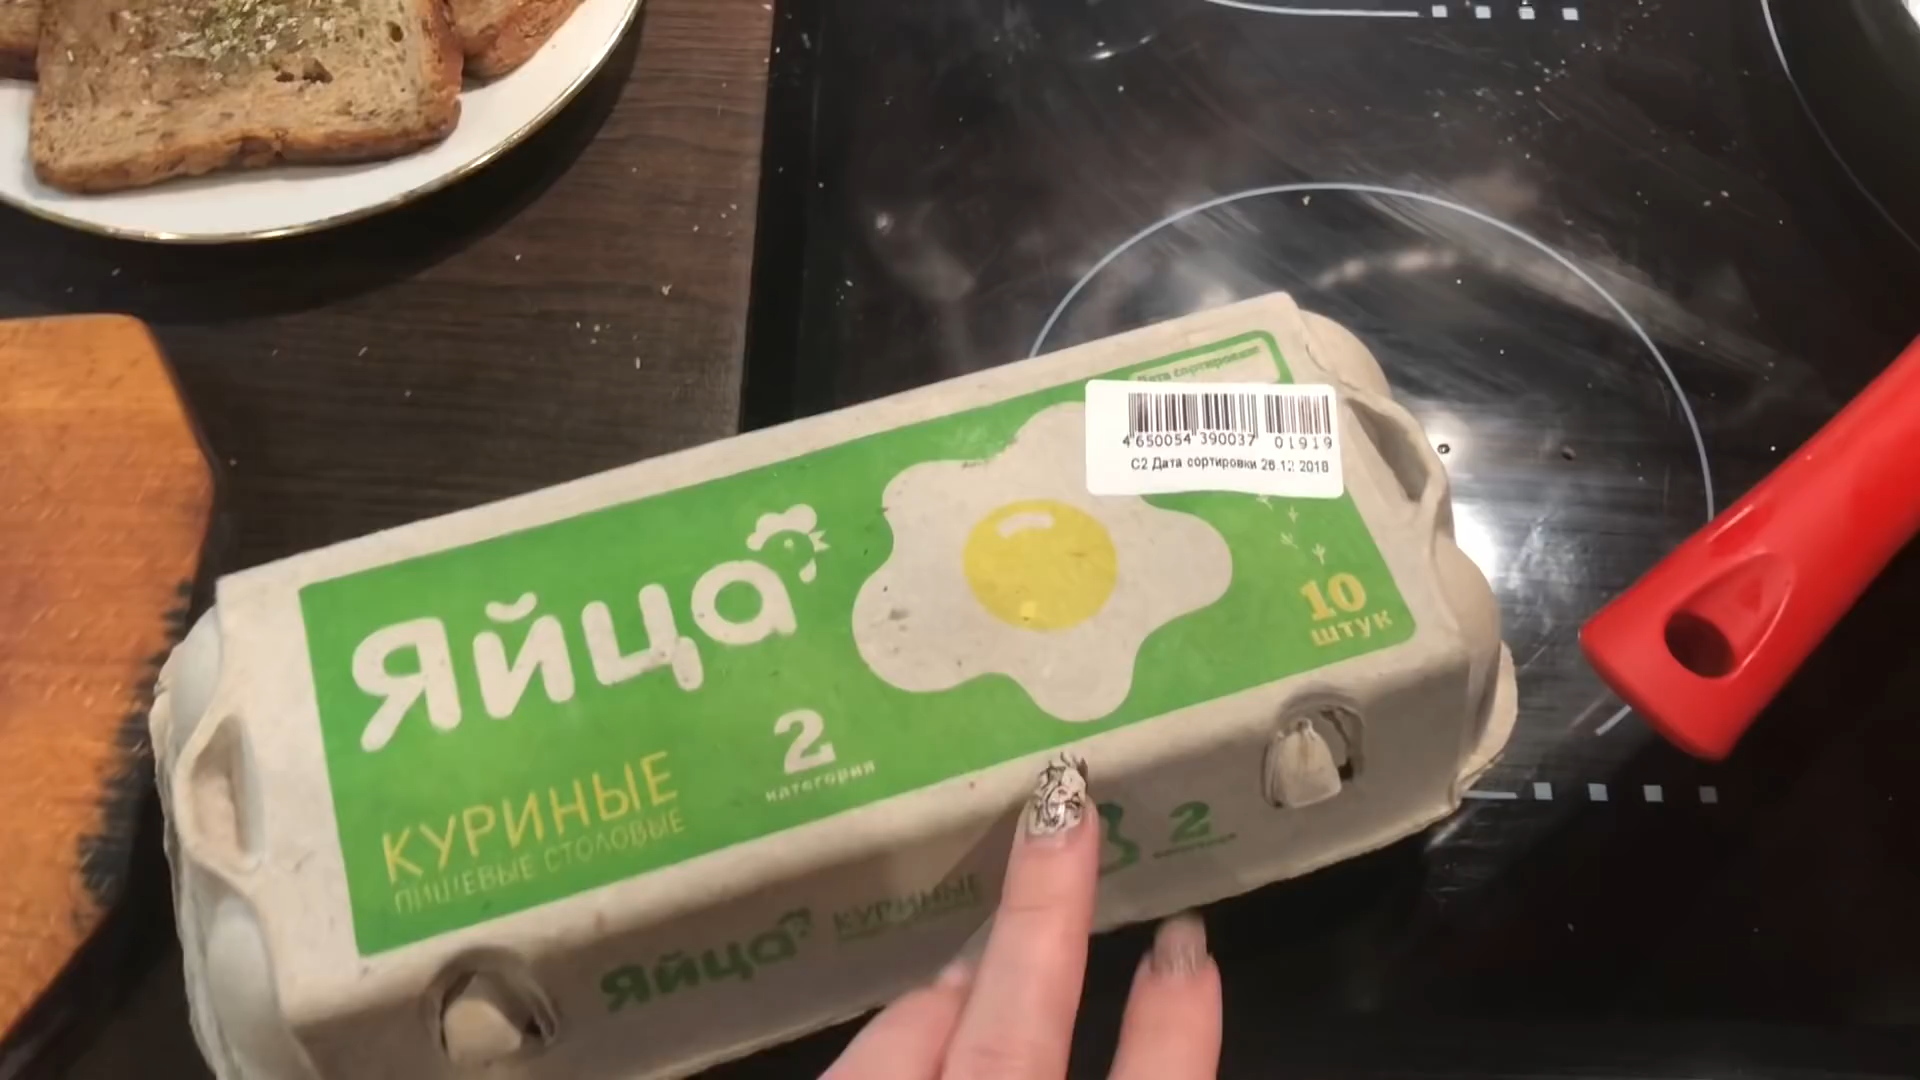 Дата сортировки
4 650054 390037 01919
С2 Дата сортировки 26.12.2018
Яйца
10
штук
2
категория
КУРИНЫЕ
ПИЩЕВЫЕ СТОЛОВЫЕ
Яйца КУРИНЫЕ 2